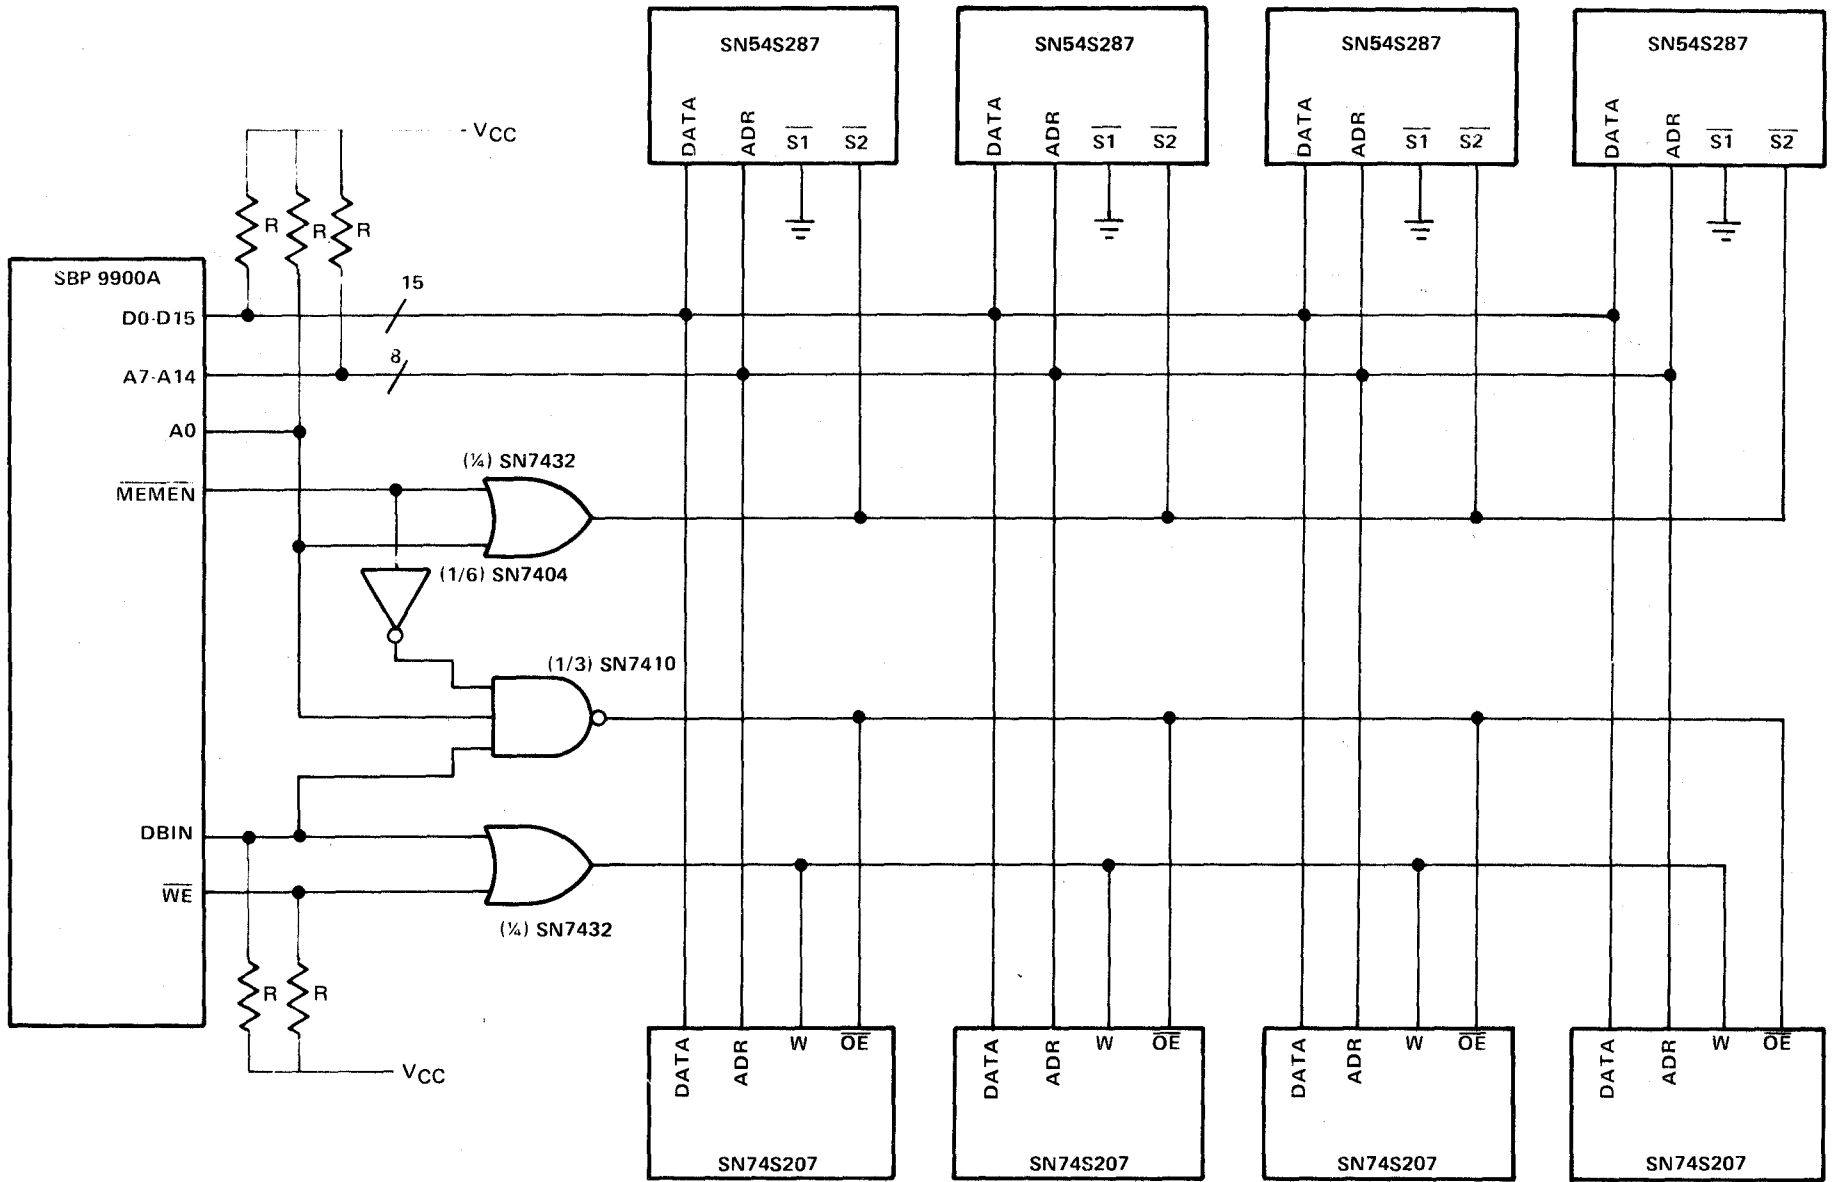 SN54S287
SN54S287
SN54S287
SN54S287
DATA ADR S1 S2
DATA ADR S1 S2
DATA ADR S1 S2
DATA ADR S1 S2
VCC
R R R
SBP 9900A
D0-D15
15
A7-A14
8
A0
MEMEN
(¼) SN7432
(1/6) SN7404
(1/3) SN7410
DBIN
WE
(¼) SN7432
R R
VCC
DATA ADR W OE
DATA ADR W OE
DATA ADR W OE
DATA ADR W OE
SN74S207
SN74S207
SN74S207
SN74S207